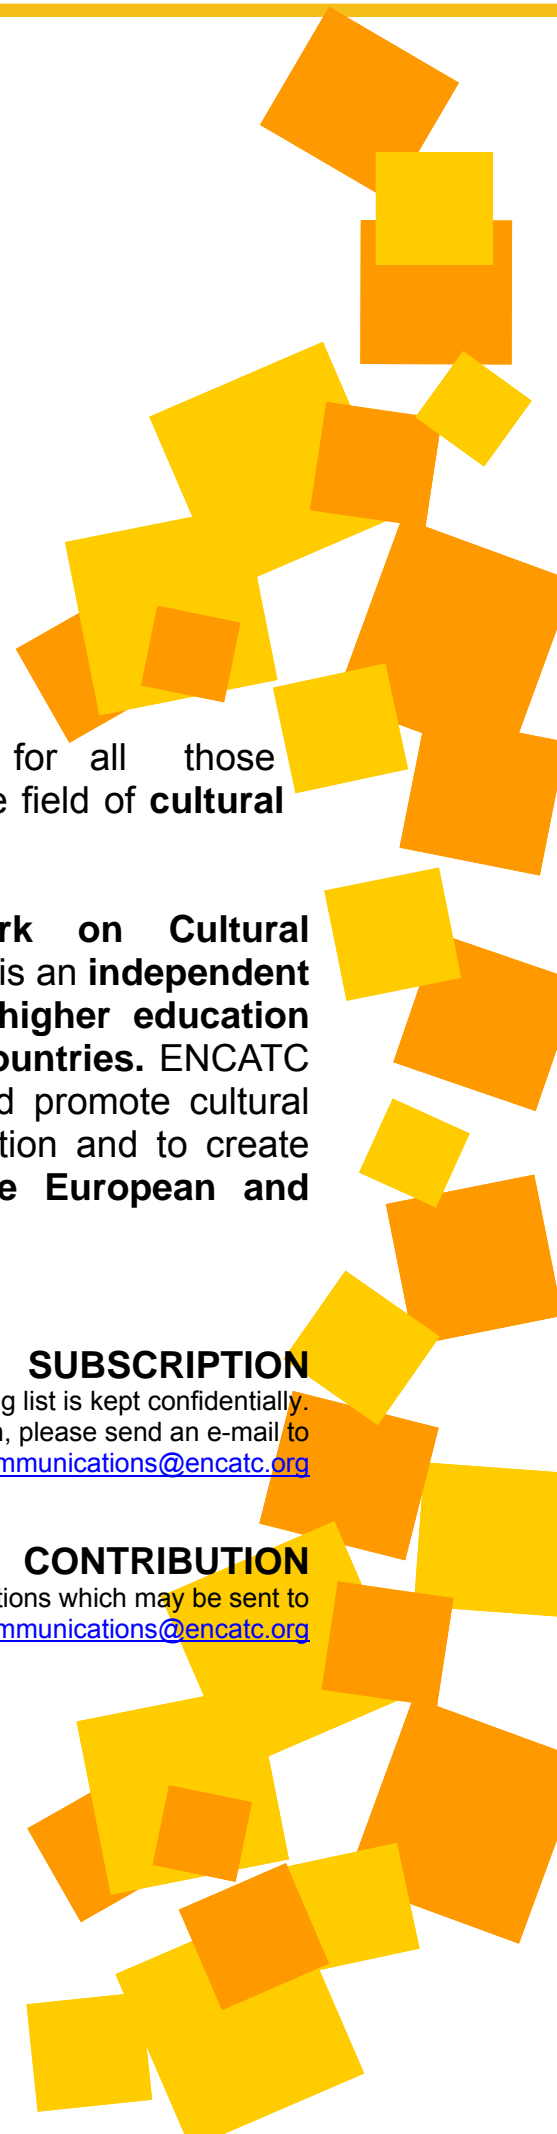 for all those
e field of cultural
rk on Cultural
is an independent
higher education
ountries. ENCATC
d promote cultural
tion and to create
e European and
SUBSCRIPTION
g list is kept confidentially.
, please send an e-mail to
mmunications@encatc.org
CONTRIBUTION
tions which may be sent to
mmunications@encatc.org